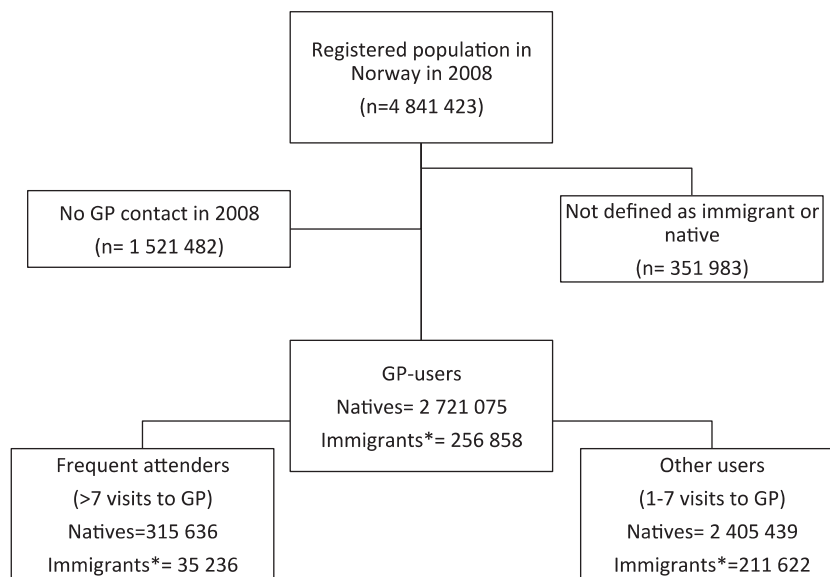 Registered population in
Norway in 2008
(n=4 841 423)
No GP contact in 2008
(n= 1 521 482)
Not defined as immigrant or
native
(n= 351 983)
GP-users
Natives= 2 721 075
Immigrants*= 256 858
Frequent attenders
(>7 visits to GP)
Natives=315 636
Immigrants*= 35 236
Other users
(1-7 visits to GP)
Natives= 2 405 439
Immigrants*=211 622